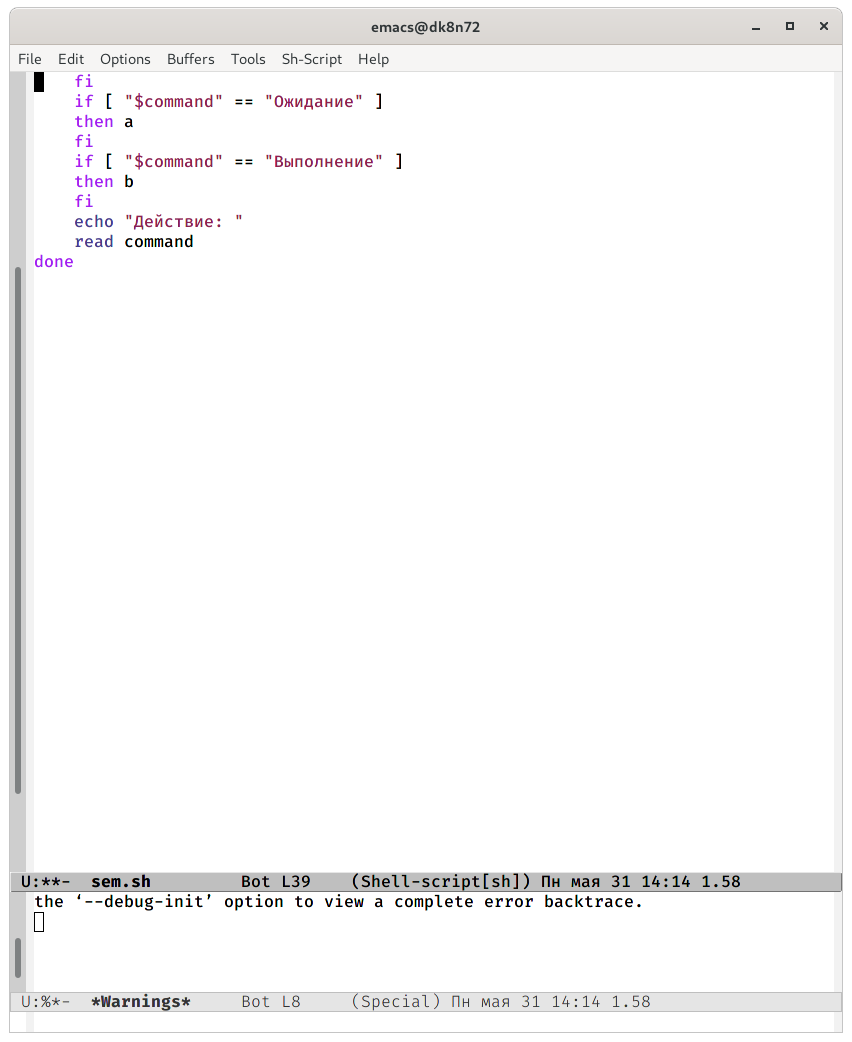 emacs@dk8n72
File Edit Options Buffers Tools Sh-Script Help
    fi
    if [ "$command" == "Ожидание" ]
    then a
    fi
    if [ "$command" == "Выполнение" ]
    then b
    fi
    echo "Действие: "
    read command
done
U:**-  sem.sh         Bot L39    (Shell-script[sh]) Пн мая 31 14:14 1.58
the ‘--debug-init’ option to view a complete error backtrace.
U:%*-  *Warnings*     Bot L8     (Special) Пн мая 31 14:14 1.58